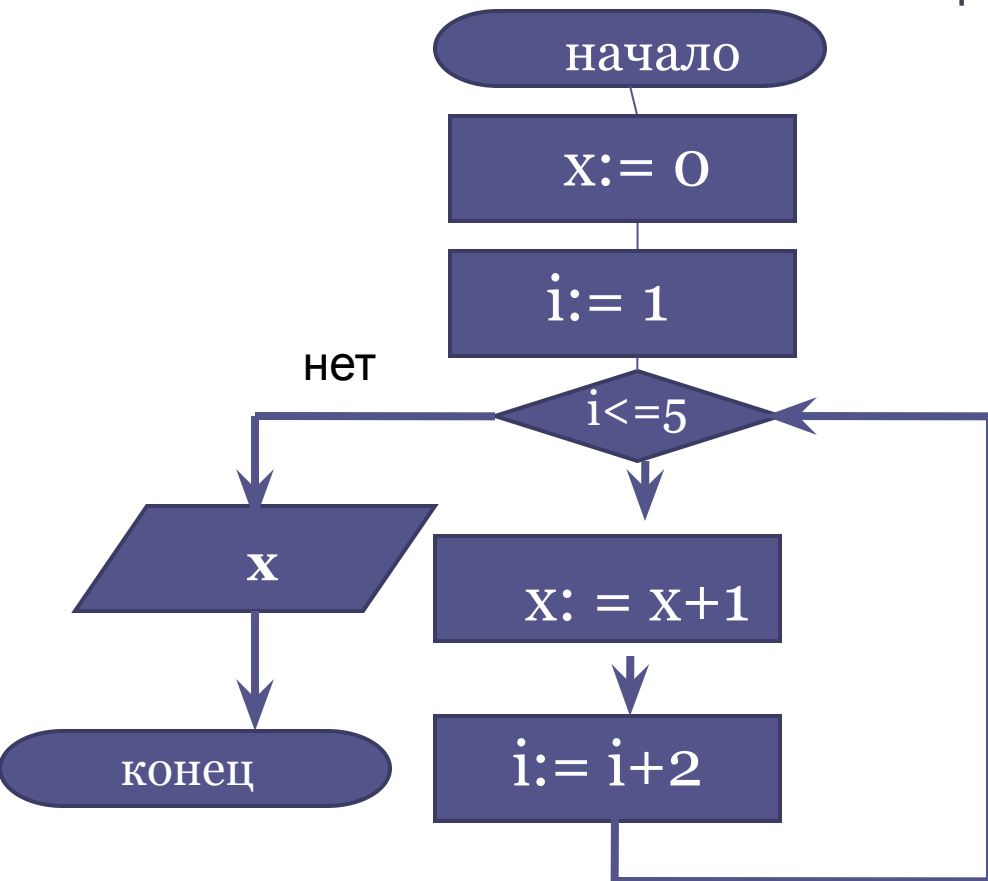 начало
x:= 0
i:= 1
нет
i<=5
x
x: = x+1
i:= i+2
конец